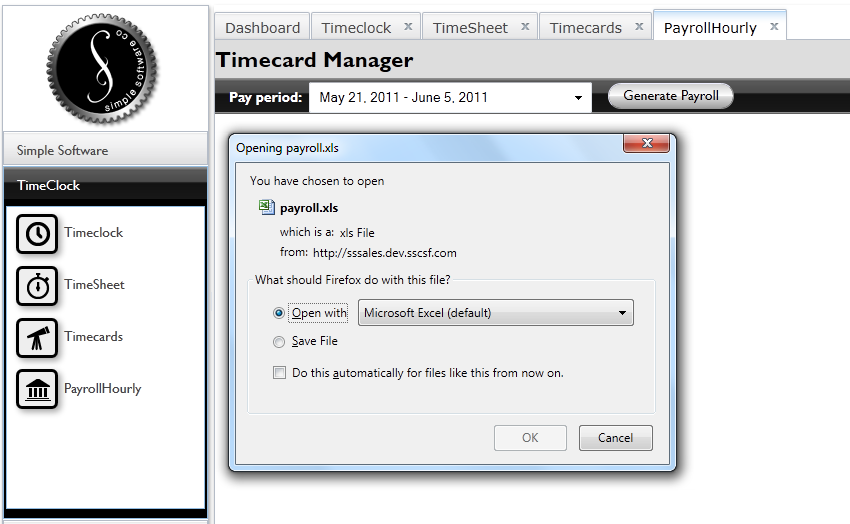 simple software co
Simple Software
TimeClock
Timeclock
TimeSheet
Timecards
PayrollHourly
Dashboard
Timeclock x
TimeSheet x
Timecards x
PayrollHourly x
Timecard Manager
Pay period: May 21, 2011 - June 5, 2011 Generate Payroll
Opening payroll.xls
You have chosen to open
payroll.xls
which is a: xls File
from: http://sssales.dev.sscsf.com
What should Firefox do with this file?
Open with Microsoft Excel (default)
Save File
Do this automatically for files like this from now on.
OK Cancel